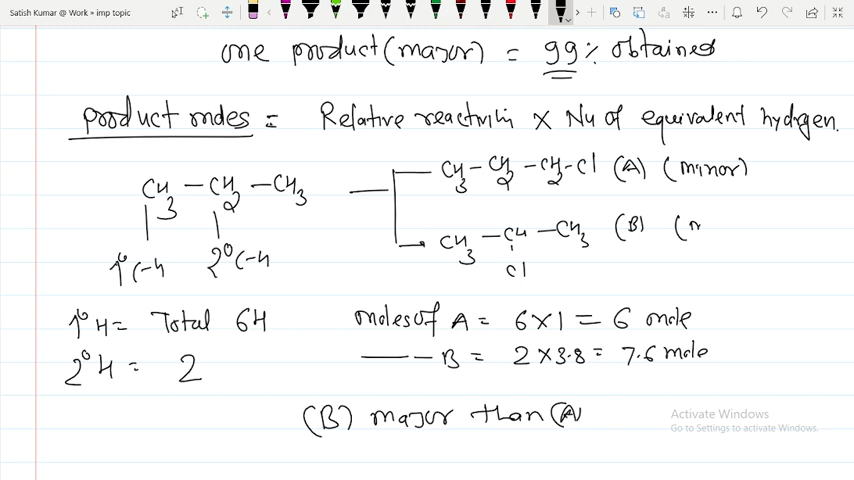 Satish Kumar @ Work » imp topic
one product (major) = 99% obtained
product moles = Relative reactivity × No of equivalent hydrogen.
CH3 – CH2 – CH3
CH3 – CH2 – CH2 – Cl (A) (minor)
CH3 – CH – CH3 (B) (
Cl
1° C–H 2° C–H
1° H = Total 6H
moles of A = 6 × 1 = 6 mole
2° H = 2
——— B = 2 × 3.8 = 7.6 mole
(B) major than (A)
Activate Windows
Go to Settings to activate Windows.